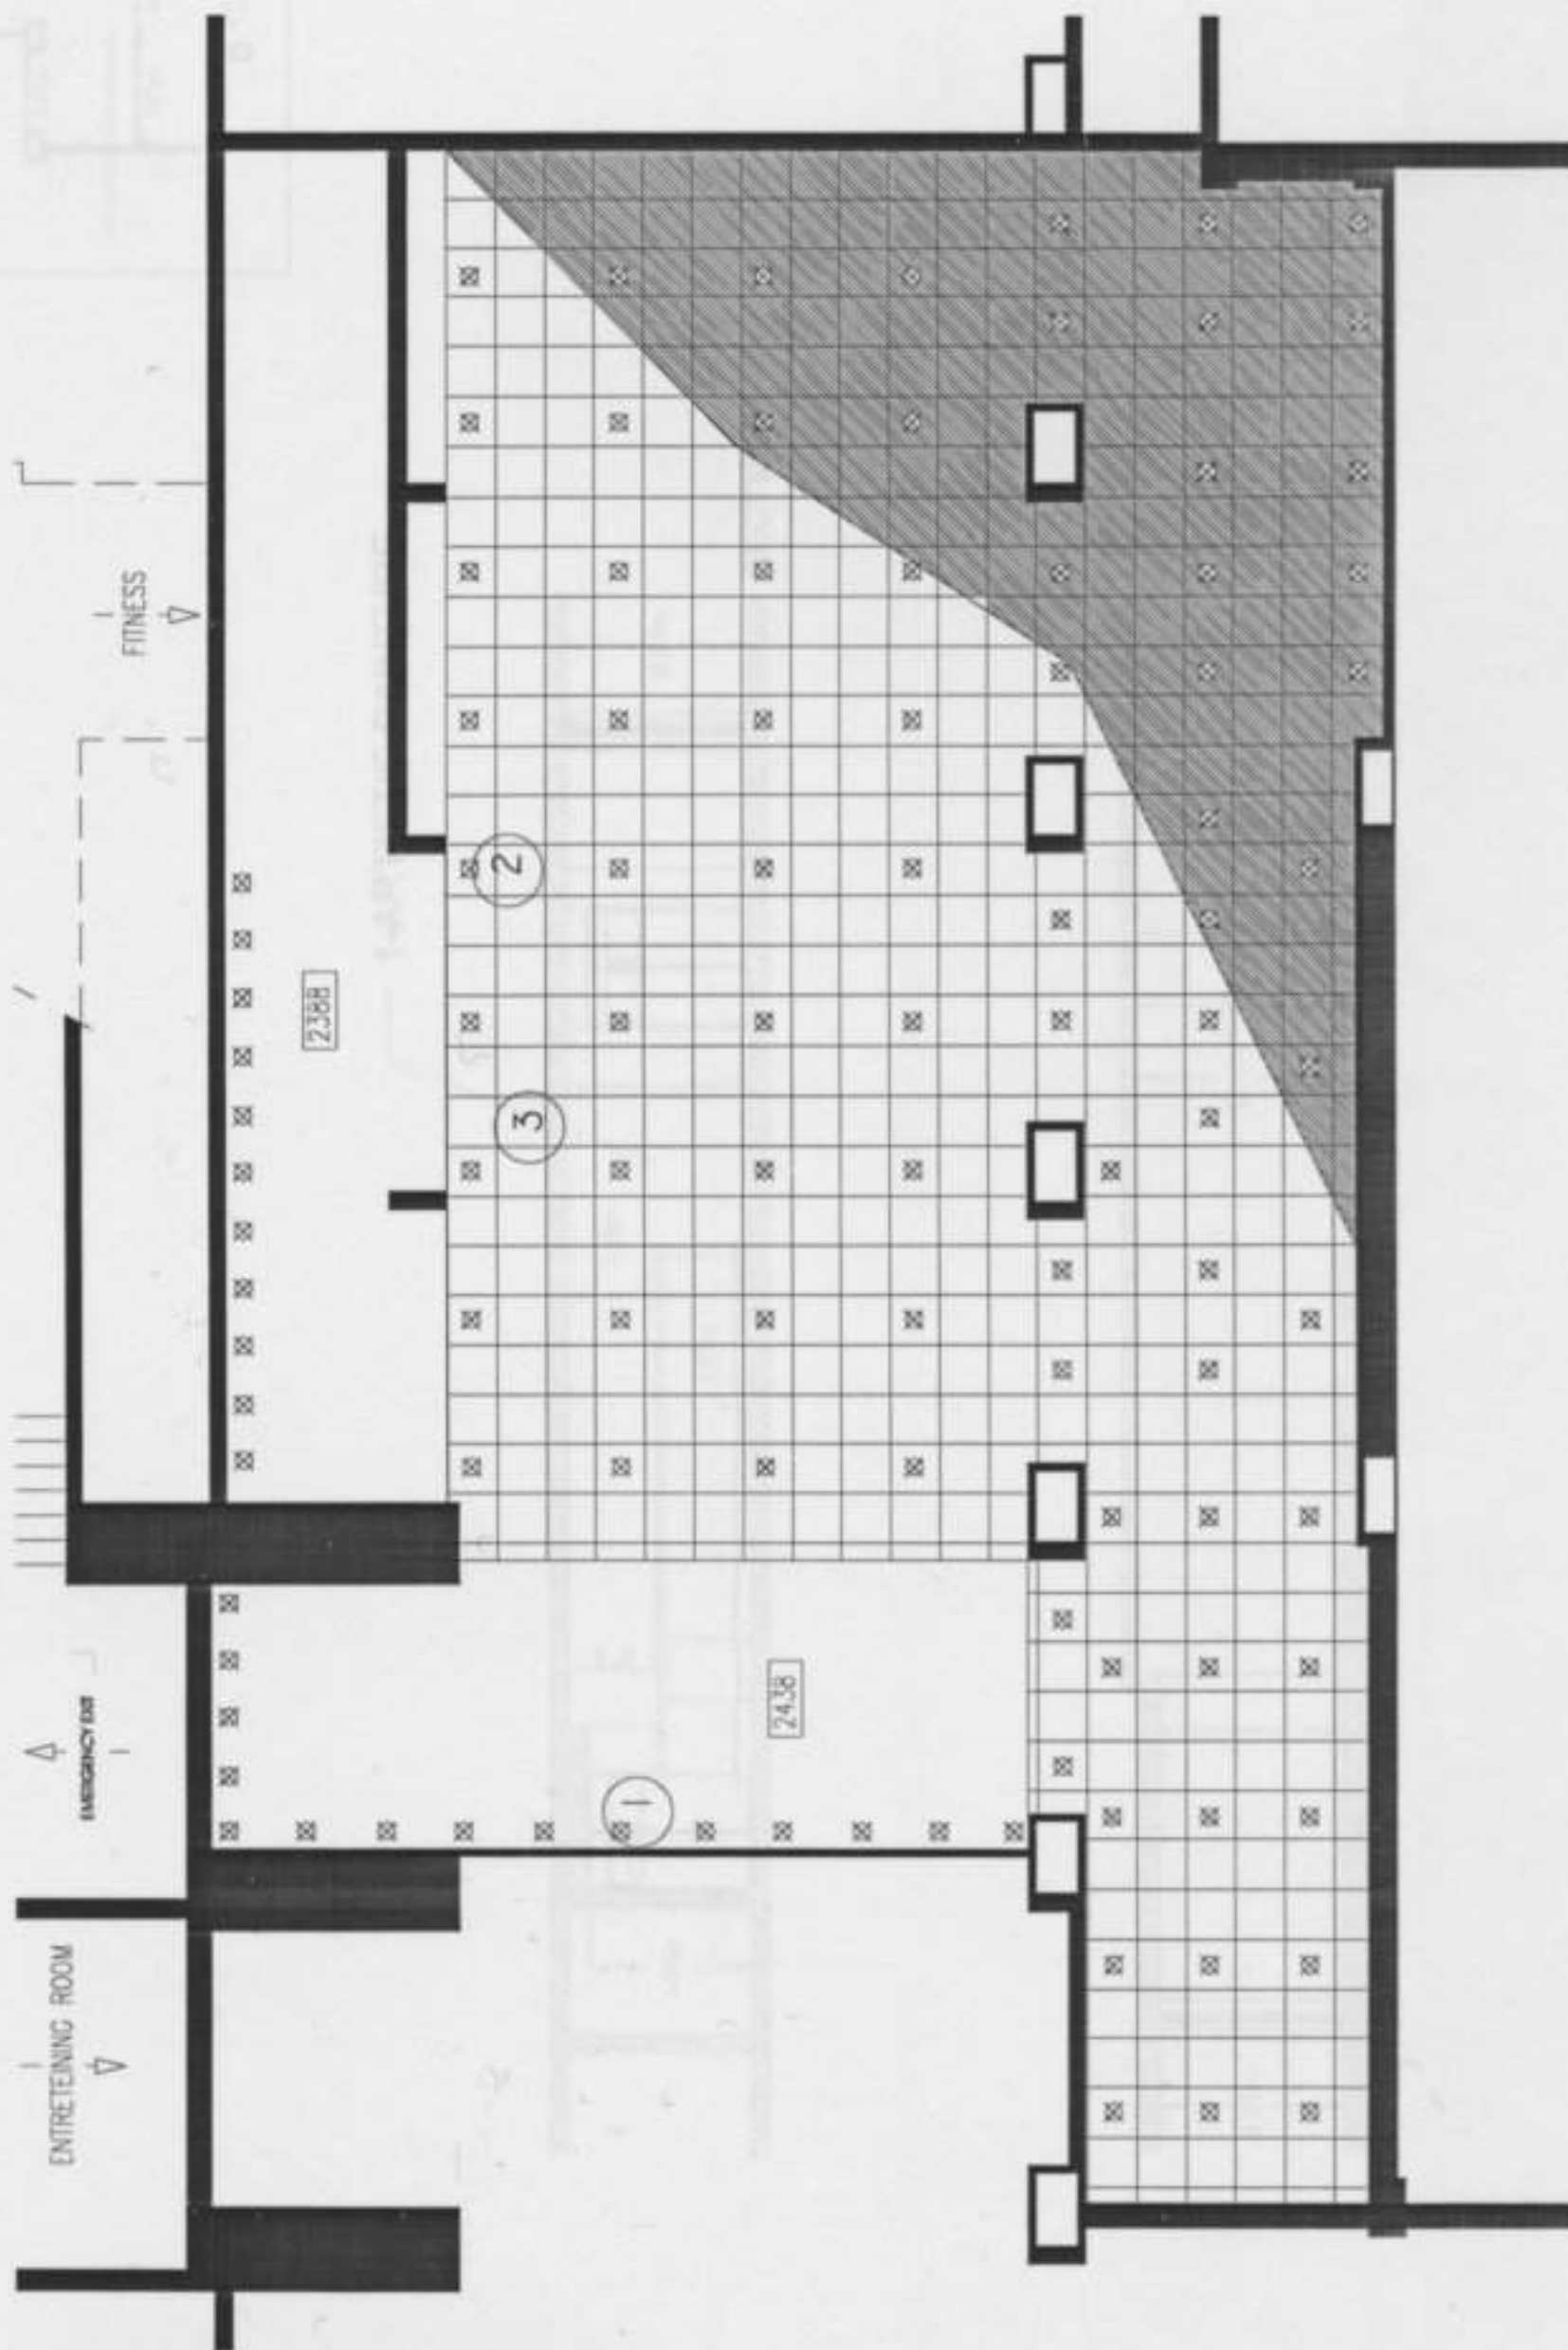 FITNESS
2388
2
3
EMERGENCY EXIT
2438
1
ENTRETEINING ROOM